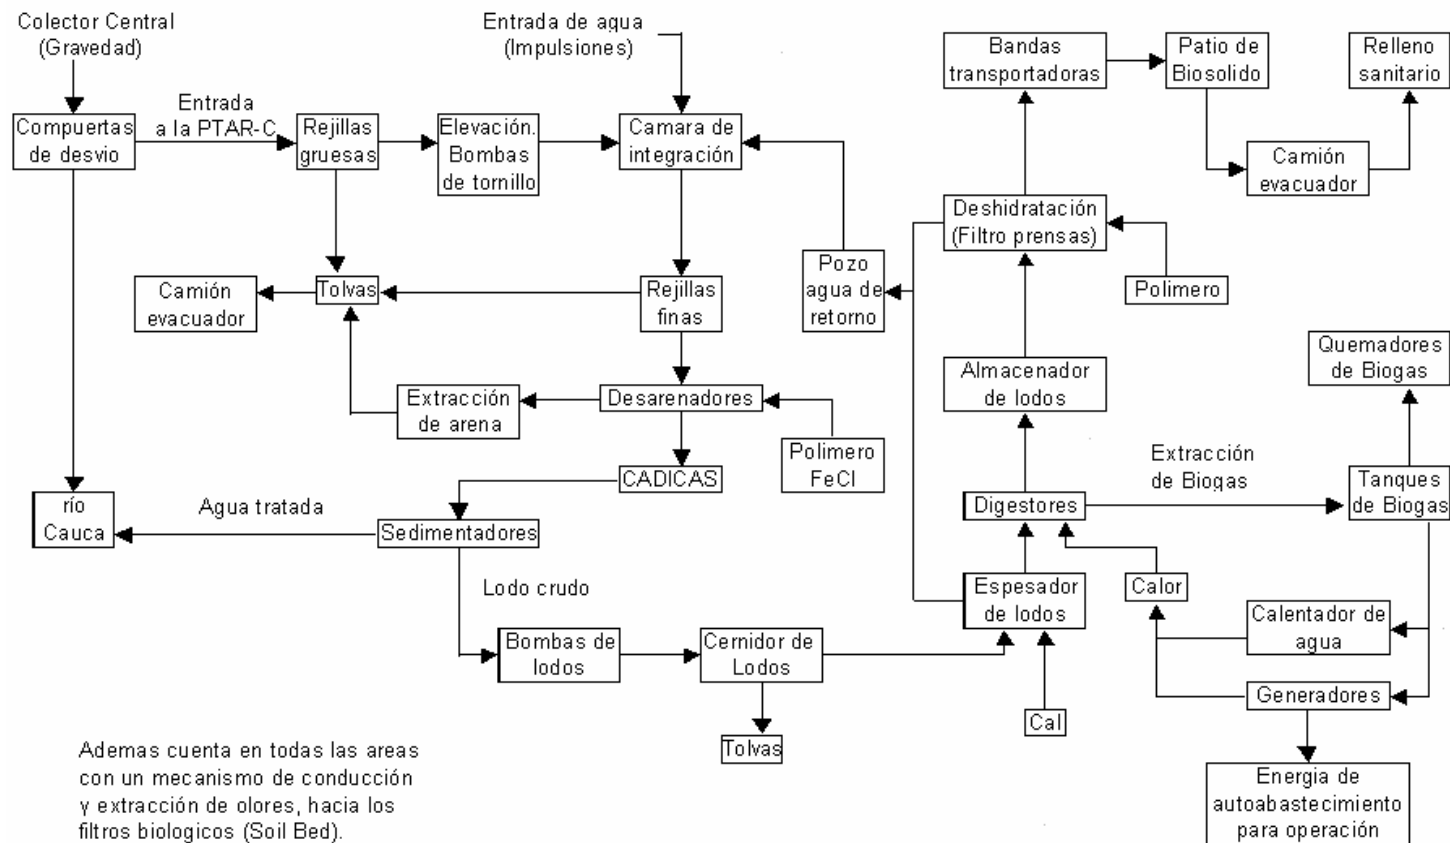 Colector Central
(Gravedad)
Entrada de agua
(Impulsiones)
Entrada
a la PTAR-C
Compuertas
de desvio
Rejillas
gruesas
Elevación.
Bombas
de tornillo
Camara de
integración
Camión
evacuador
Tolvas
Rejillas
finas
Pozo
agua de
retorno
Extracción
de arena
Desarenadores
Polimero
FeCl
CADICAS
río
Cauca
Agua tratada
Sedimentadores
Lodo crudo
Bombas de
lodos
Cernidor de
Lodos
Tolvas
Bandas
transportadoras
Patio de
Biosolido
Relleno
sanitario
Camión
evacuador
Deshidratación
(Filtro prensas)
Polimero
Almacenador
de lodos
Quemadores
de Biogas
Extracción
de Biogas
Digestores
Tanques
de Biogas
Espesador
de lodos
Calor
Calentador de
agua
Generadores
Cal
Energia de
autoabastecimiento
para operación
Ademas cuenta en todas las areas
con un mecanismo de conducción
y extracción de olores, hacia los
filtros biologicos (Soil Bed).